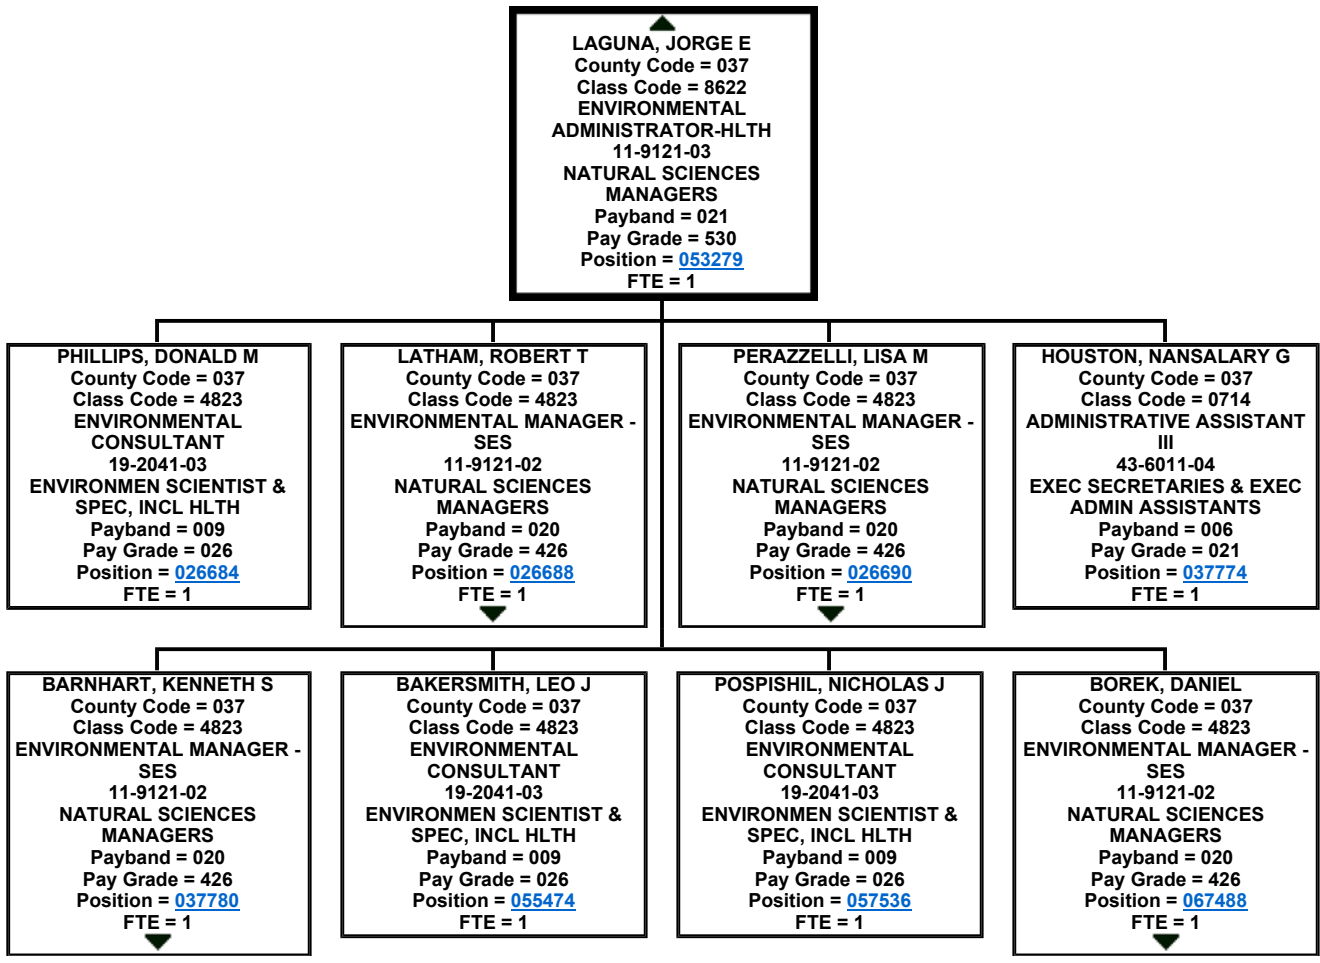 LAGUNA, JORGE E
County Code = 037
Class Code = 8622
ENVIRONMENTAL
ADMINISTRATOR-HLTH
11-9121-03
NATURAL SCIENCES
MANAGERS
Payband = 021
Pay Grade = 530
Position = 053279
FTE = 1
PHILLIPS, DONALD M
County Code = 037
Class Code = 4823
ENVIRONMENTAL
CONSULTANT
19-2041-03
ENVIRONMEN SCIENTIST &
SPEC, INCL HLTH
Payband = 009
Pay Grade = 026
Position = 026684
FTE = 1
LATHAM, ROBERT T
County Code = 037
Class Code = 4823
ENVIRONMENTAL MANAGER -
SES
11-9121-02
NATURAL SCIENCES
MANAGERS
Payband = 020
Pay Grade = 426
Position = 026688
FTE = 1
PERAZZELLI, LISA M
County Code = 037
Class Code = 4823
ENVIRONMENTAL MANAGER -
SES
11-9121-02
NATURAL SCIENCES
MANAGERS
Payband = 020
Pay Grade = 426
Position = 026690
FTE = 1
HOUSTON, NANSALARY G
County Code = 037
Class Code = 0714
ADMINISTRATIVE ASSISTANT
III
43-6011-04
EXEC SECRETARIES & EXEC
ADMIN ASSISTANTS
Payband = 006
Pay Grade = 021
Position = 037774
FTE = 1
BARNHART, KENNETH S
County Code = 037
Class Code = 4823
ENVIRONMENTAL MANAGER -
SES
11-9121-02
NATURAL SCIENCES
MANAGERS
Payband = 020
Pay Grade = 426
Position = 037780
FTE = 1
BAKERSMITH, LEO J
County Code = 037
Class Code = 4823
ENVIRONMENTAL
CONSULTANT
19-2041-03
ENVIRONMEN SCIENTIST &
SPEC, INCL HLTH
Payband = 009
Pay Grade = 026
Position = 055474
FTE = 1
POSPISHIL, NICHOLAS J
County Code = 037
Class Code = 4823
ENVIRONMENTAL
CONSULTANT
19-2041-03
ENVIRONMEN SCIENTIST &
SPEC, INCL HLTH
Payband = 009
Pay Grade = 026
Position = 057536
FTE = 1
BOREK, DANIEL
County Code = 037
Class Code = 4823
ENVIRONMENTAL MANAGER -
SES
11-9121-02
NATURAL SCIENCES
MANAGERS
Payband = 020
Pay Grade = 426
Position = 067488
FTE = 1